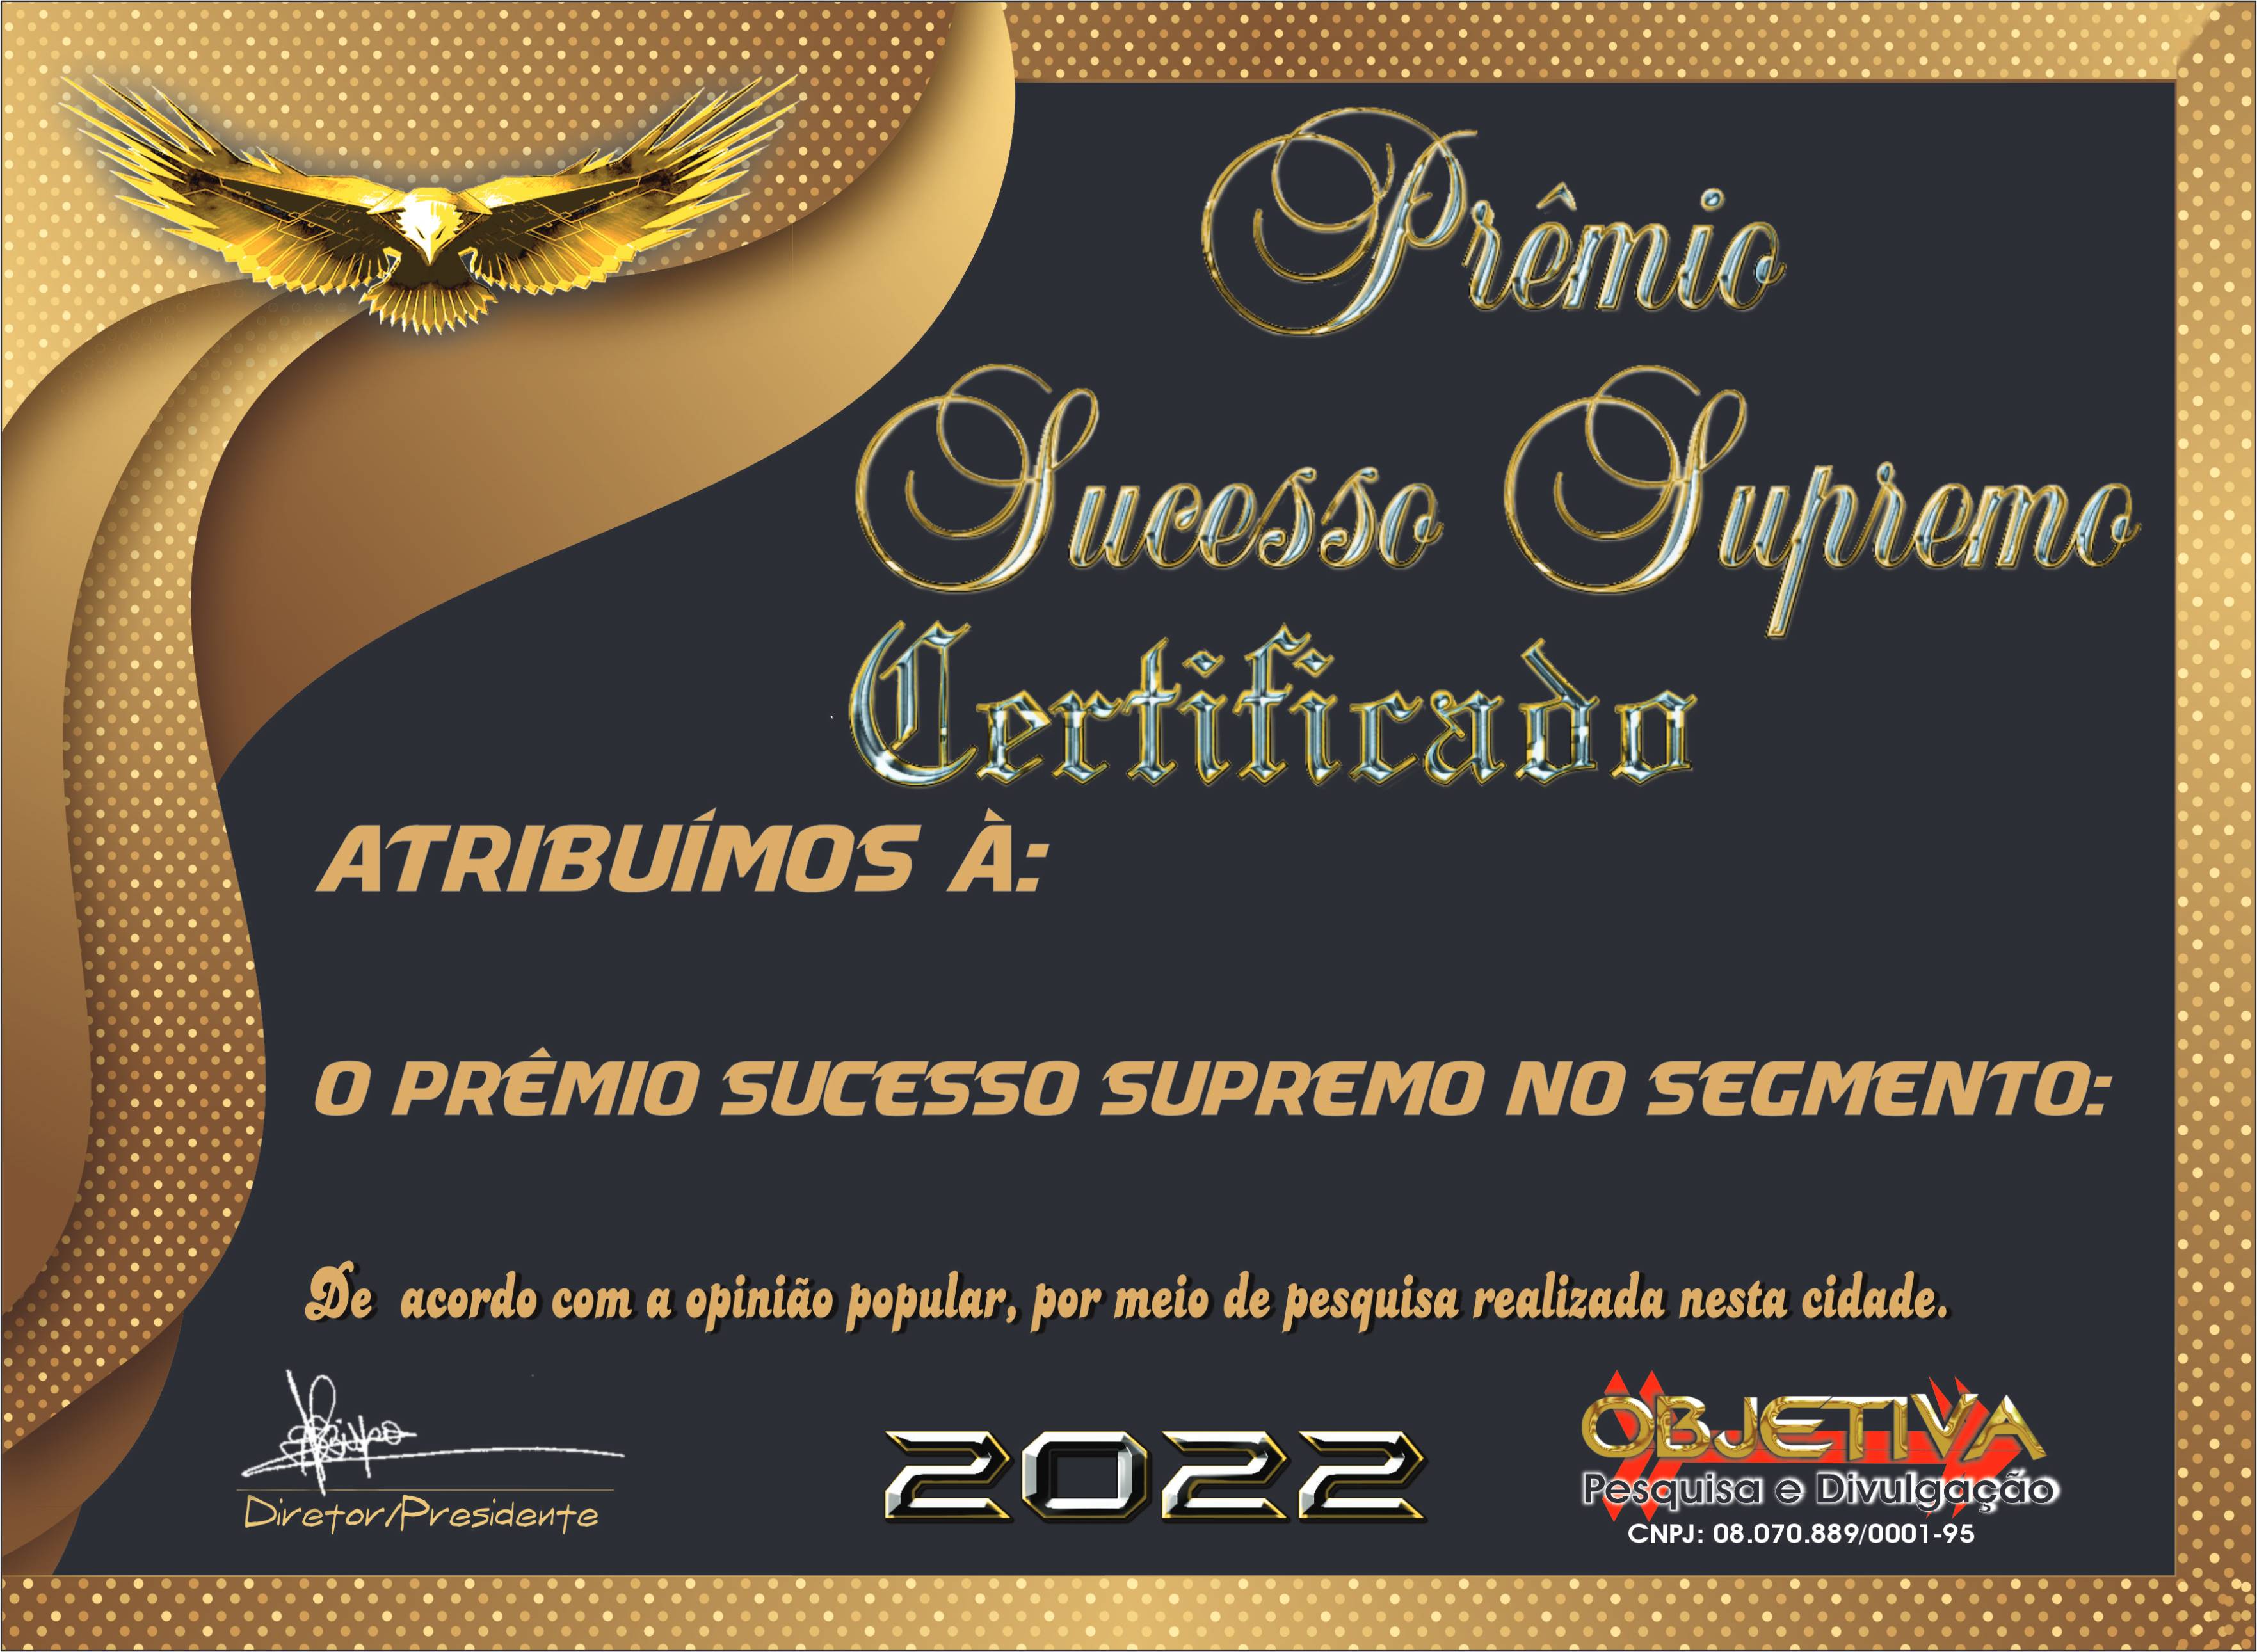 Prêmio
Sucesso Supremo
Certificado
ATRIBUÍMOS À:
O PRÊMIO SUCESSO SUPREMO NO SEGMENTO:
De acordo com a opinião popular, por meio de pesquisa realizada nesta cidade.
Diretor/Presidente
2022
OBJETIVA
Pesquisa e Divulgação
CNPJ: 08.070.889/0001-95